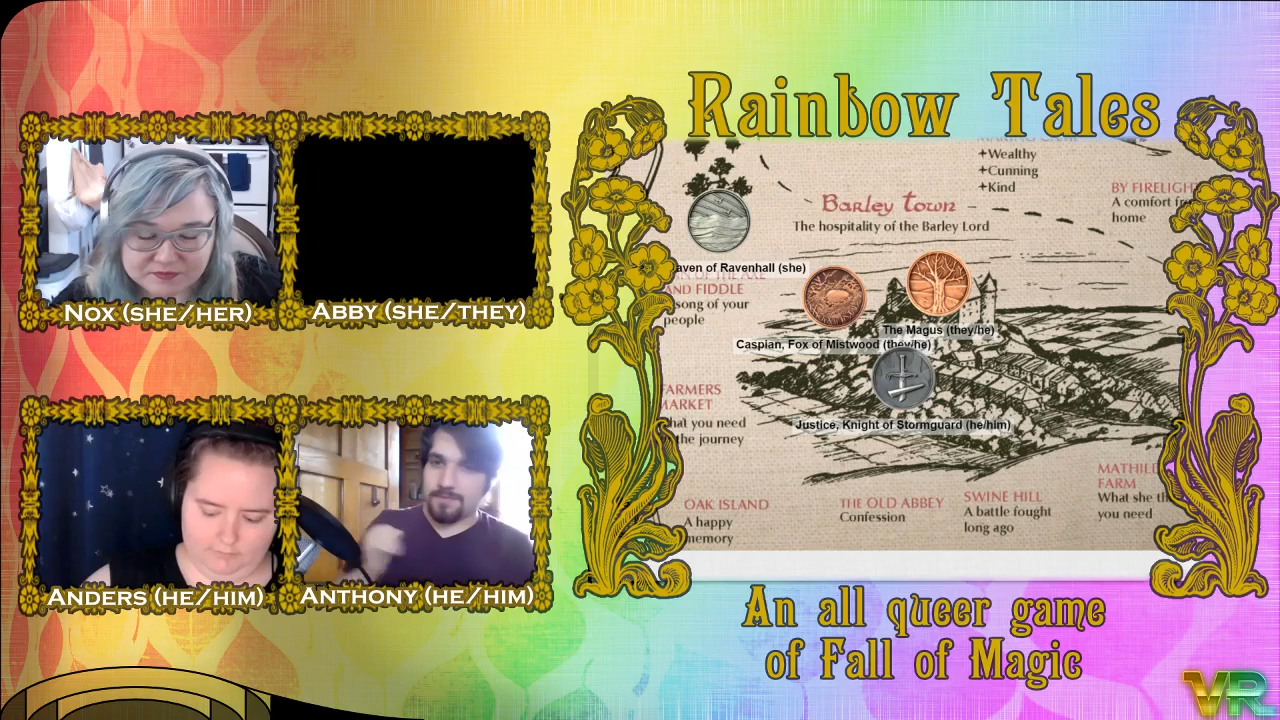 Rainbow Tales
NOX (SHE/HER)
ABBY (SHE/THEY)
ANDERS (HE/HIM)
ANTHONY (HE/HIM)
Wealthy
Cunning
Kind
BY FIRELIGH
A comfort
home
Barley Town
The hospitality of the Barley Lord
aven of Ravenhall (she)
AND FIDDLE
song of your
people
The Magus (they/he)
Caspian, Fox of Mistwood (they/he)
Justice, Knight of Stormguard (he/him)
FARMERS
MARKET
hat you need
the journey
OAK ISLAND
A happy
memory
THE OLD ABBEY
Confession
SWINE HILL
A battle fought
long ago
MATHIL
FARM
What she th
you need
An all queer game
of Fall of Magic
VR